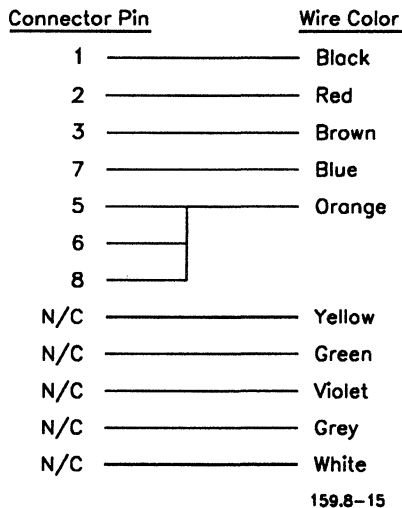 Connector Pin Wire Color
1 Black
2 Red
3 Brown
7 Blue
5 Orange
6
8
N/C Yellow
N/C Green
N/C Violet
N/C Grey
N/C White
159.8-15